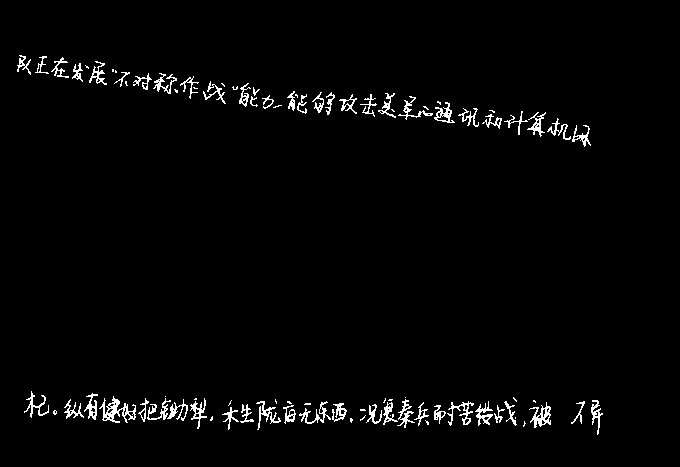 队正在发展"不对称作战"能力,能够攻击美军的通讯和计算机网
杞。纵有健妇把锄犁,禾生陇亩无东西.况复秦兵耐苦战,被 不异